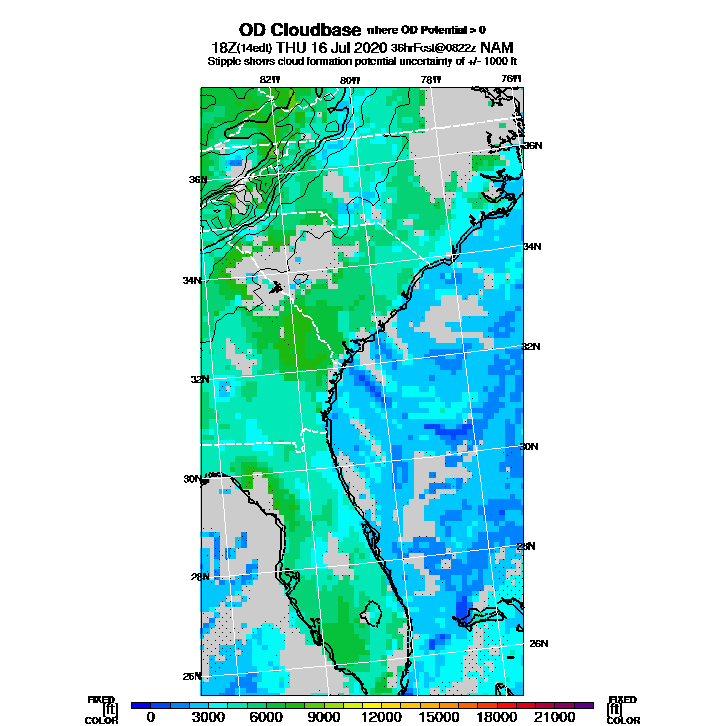 OD Cloudbase where OD Potential > 0
18Z(14edt) THU 16 Jul 2020 36hrFcst@0822z NAM
Stipple shows cloud formation potential uncertainty of +/- 1000 ft
82W 80W 78W 76W
36N 36N
34N 34N
32N 32N
30N 30N
28N 28N
26N 26N
FIXED [ft] COLOR 0 3000 6000 9000 12000 15000 18000 21000 FIXED [ft] COLOR